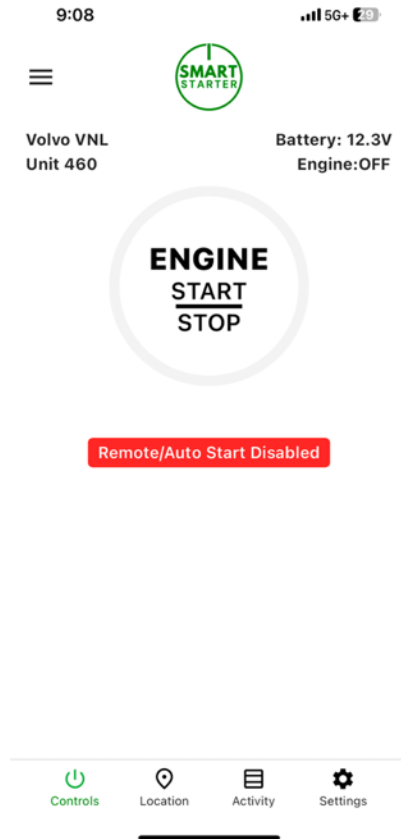 9:08
5G+ 29
SMART
STARTER
Volvo VNL
Battery: 12.3V
Unit 460
Engine:OFF
ENGINE
START
STOP
Remote/Auto Start Disabled
Controls
Location
Activity
Settings